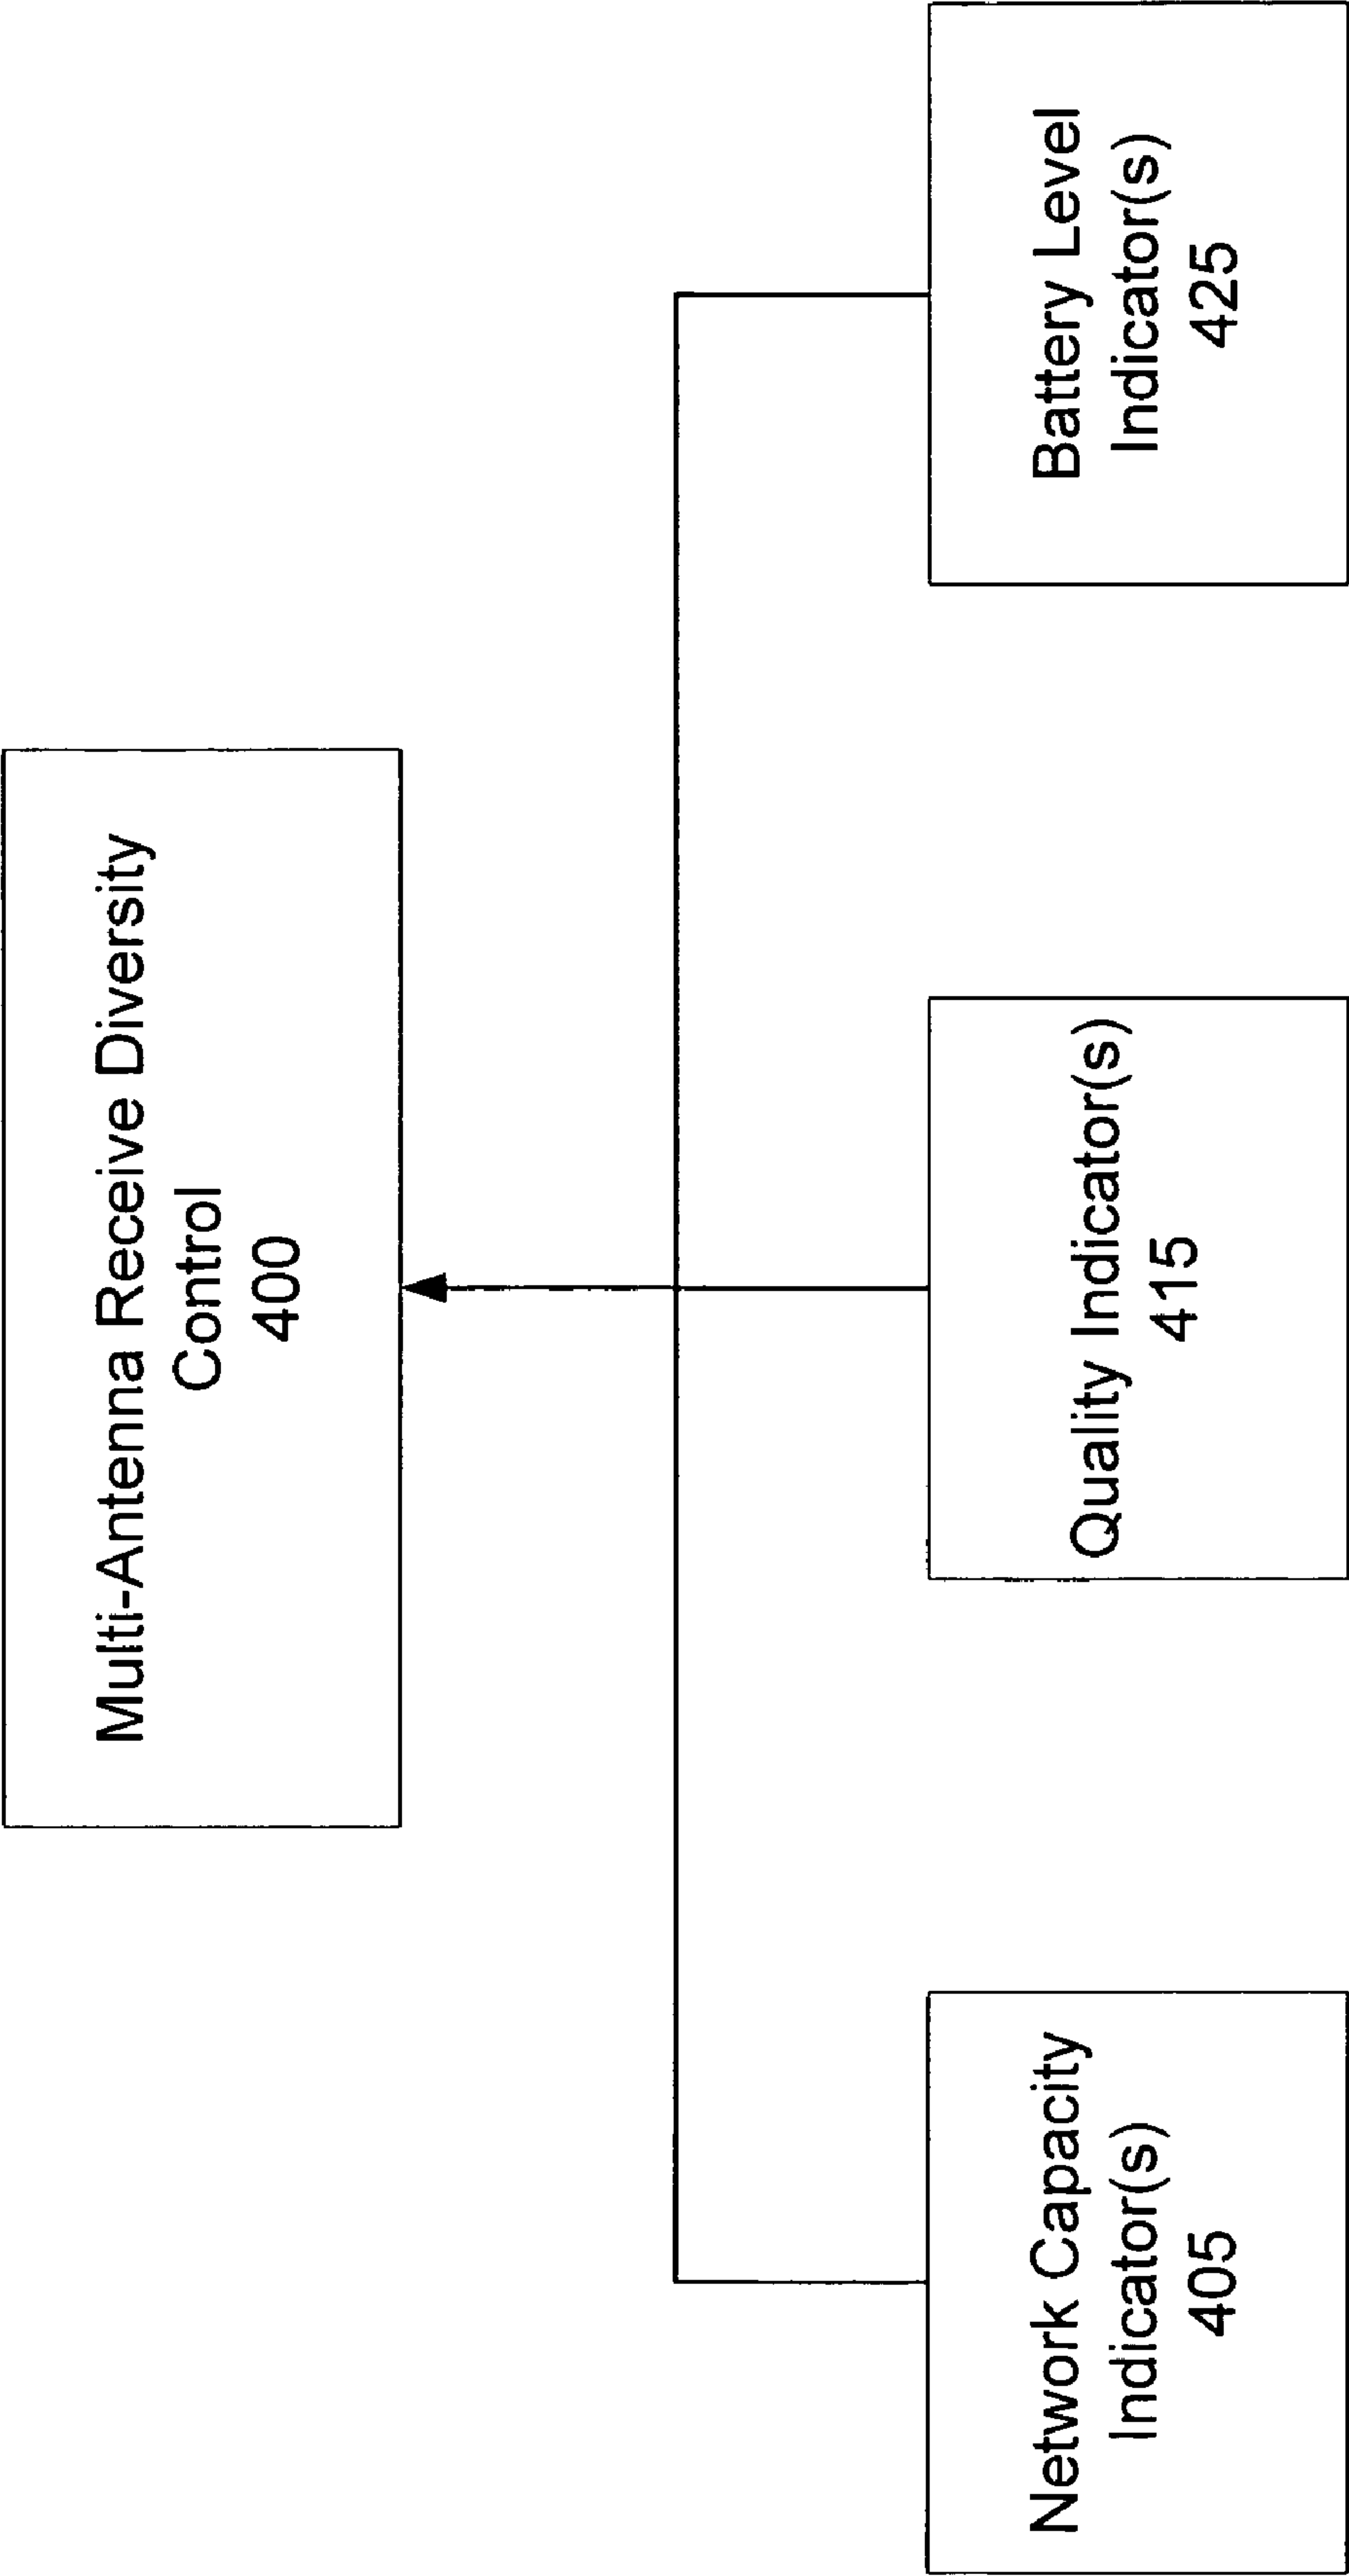 Multi-Antenna Receive Diversity
Control
400
Network Capacity
Indicator(s)
405
Quality Indicator(s)
415
Battery Level
Indicator(s)
425